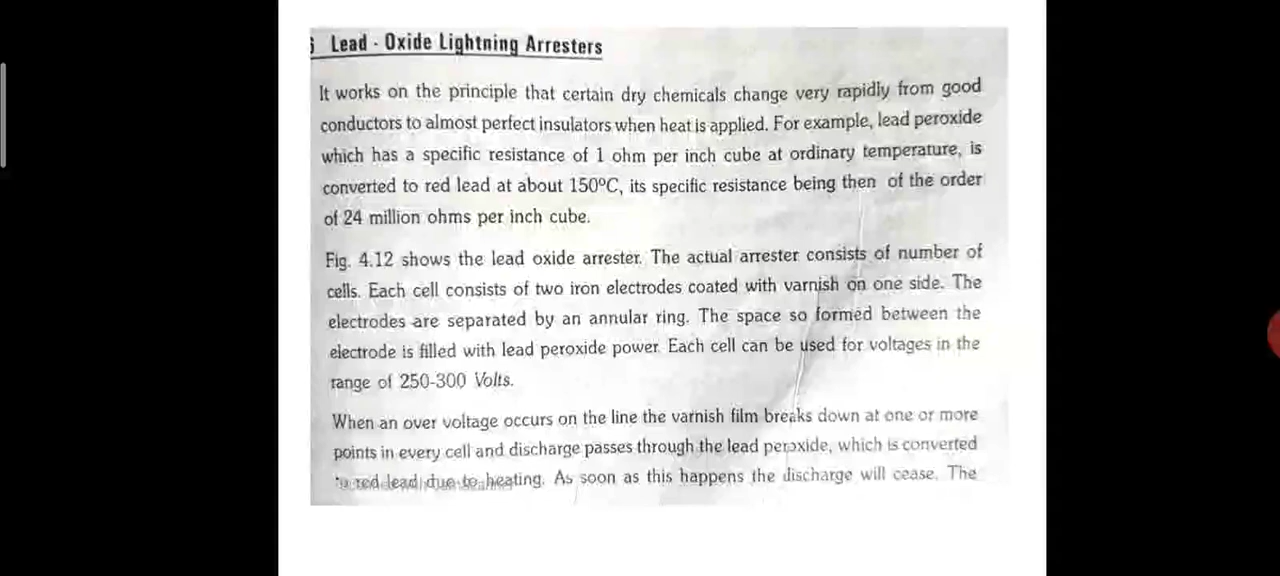 Lead - Oxide Lightning Arresters
It works on the principle that certain dry chemicals change very rapidly from good
conductors to almost perfect insulators when heat is applied. For example, lead peroxide
which has a specific resistance of 1 ohm per inch cube at ordinary temperature, is
converted to red lead at about 150ºC, its specific resistance being then of the order
of 24 million ohms per inch cube.
Fig. 4.12 shows the lead oxide arrester. The actual arrester consists of number of
cells. Each cell consists of two iron electrodes coated with varnish on one side. The
electrodes are separated by an annular ring. The space so formed between the
electrode is filled with lead peroxide power. Each cell can be used for voltages in the
range of 250-300 Volts.
When an over voltage occurs on the line the varnish film breaks down at one or more
points in every cell and discharge passes through the lead peroxide, which is converted
to red lead due to heating. As soon as this happens the discharge will cease. The